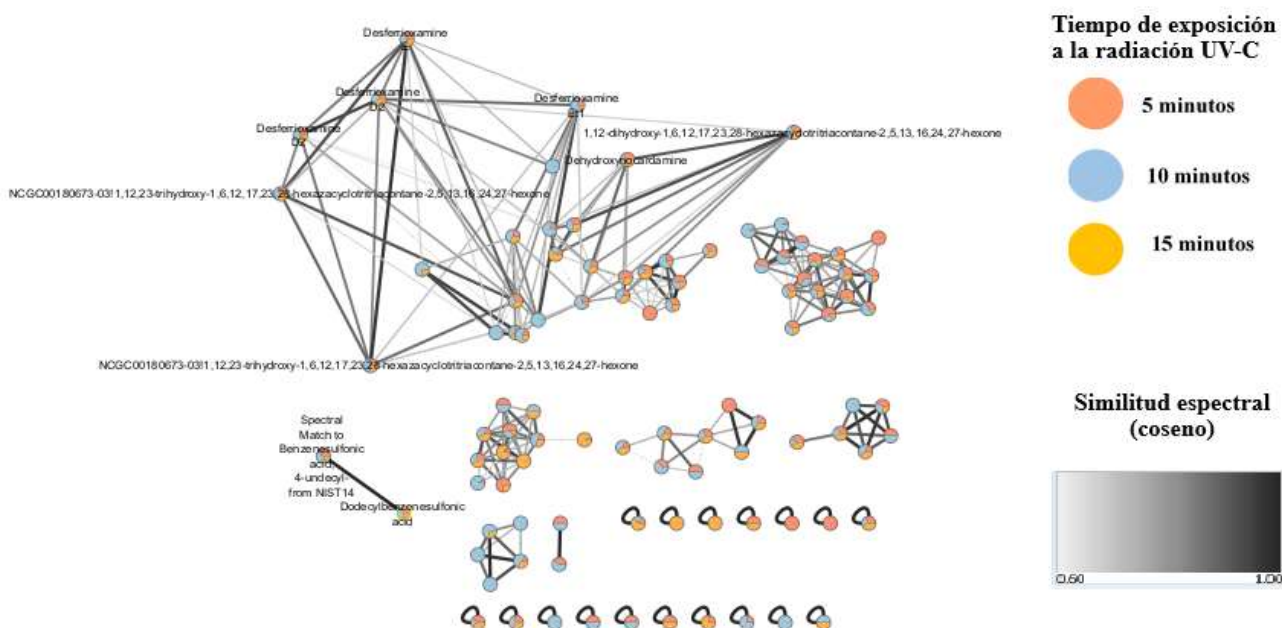 Desferrioxamine
E
Desferrioxamine
D2
Desferrioxamine
Desferrioxamine
D2
1,12-dihydroxy-1,6,12,17,23,28-hexazacyclotritriacontane-2,5,13,16,24,27-hexone
Dehydroxynocardamine
NCGC00180673-03!1,12,23-trihydroxy-1,6,12,17,23,28-hexazacyclotritriacontane-2,5,13,16,24,27-hexone
NCGC00180673-03!1,12,23-trihydroxy-1,6,12,17,23,28-hexazacyclotritriacontane-2,5,13,16,24,27-hexone
Spectral
Match to
Benzenesulfonic
acid,
4-undecyl-
from NIST14
Dodecylbenzenesulfonic
acid
Tiempo de exposición
a la radiación UV-C
5 minutos
10 minutos
15 minutos
Similitud espectral
(coseno)
0.60 1.00